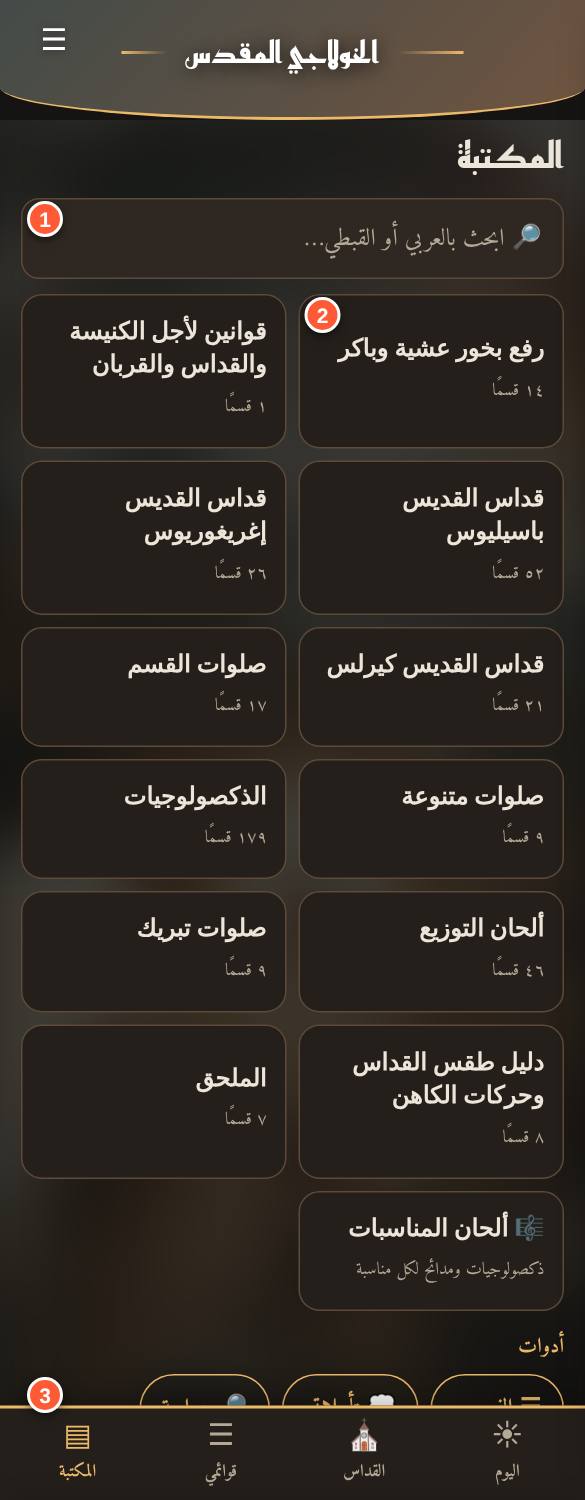 الخولاجي المقدس
المكتبة
1
ابحث بالعربي أو القبطي...
2
رفع بخور عشية وباكر
١٤ قسمًا
قوانين لأجل الكنيسة
والقداس والقربان
١ قسمًا
قداس القديس
باسيليوس
٥٢ قسمًا
قداس القديس
إغريغوريوس
٢٦ قسمًا
قداس القديس كيرلس
٢١ قسمًا
صلوات القسم
١٧ قسمًا
صلوات متنوعة
٩ قسمًا
الذكصولوجيات
١٧٩ قسمًا
ألحان التوزيع
٤٦ قسمًا
صلوات تبريك
٩ قسمًا
دليل طقس القداس
وحركات الكاهن
٨ قسمًا
الملحق
٧ قسمًا
ألحان المناسبات
ذكصولوجيات ومدائح لكل مناسبة
أدوات
3
اليوم
القداس
قوائمي
المكتبة